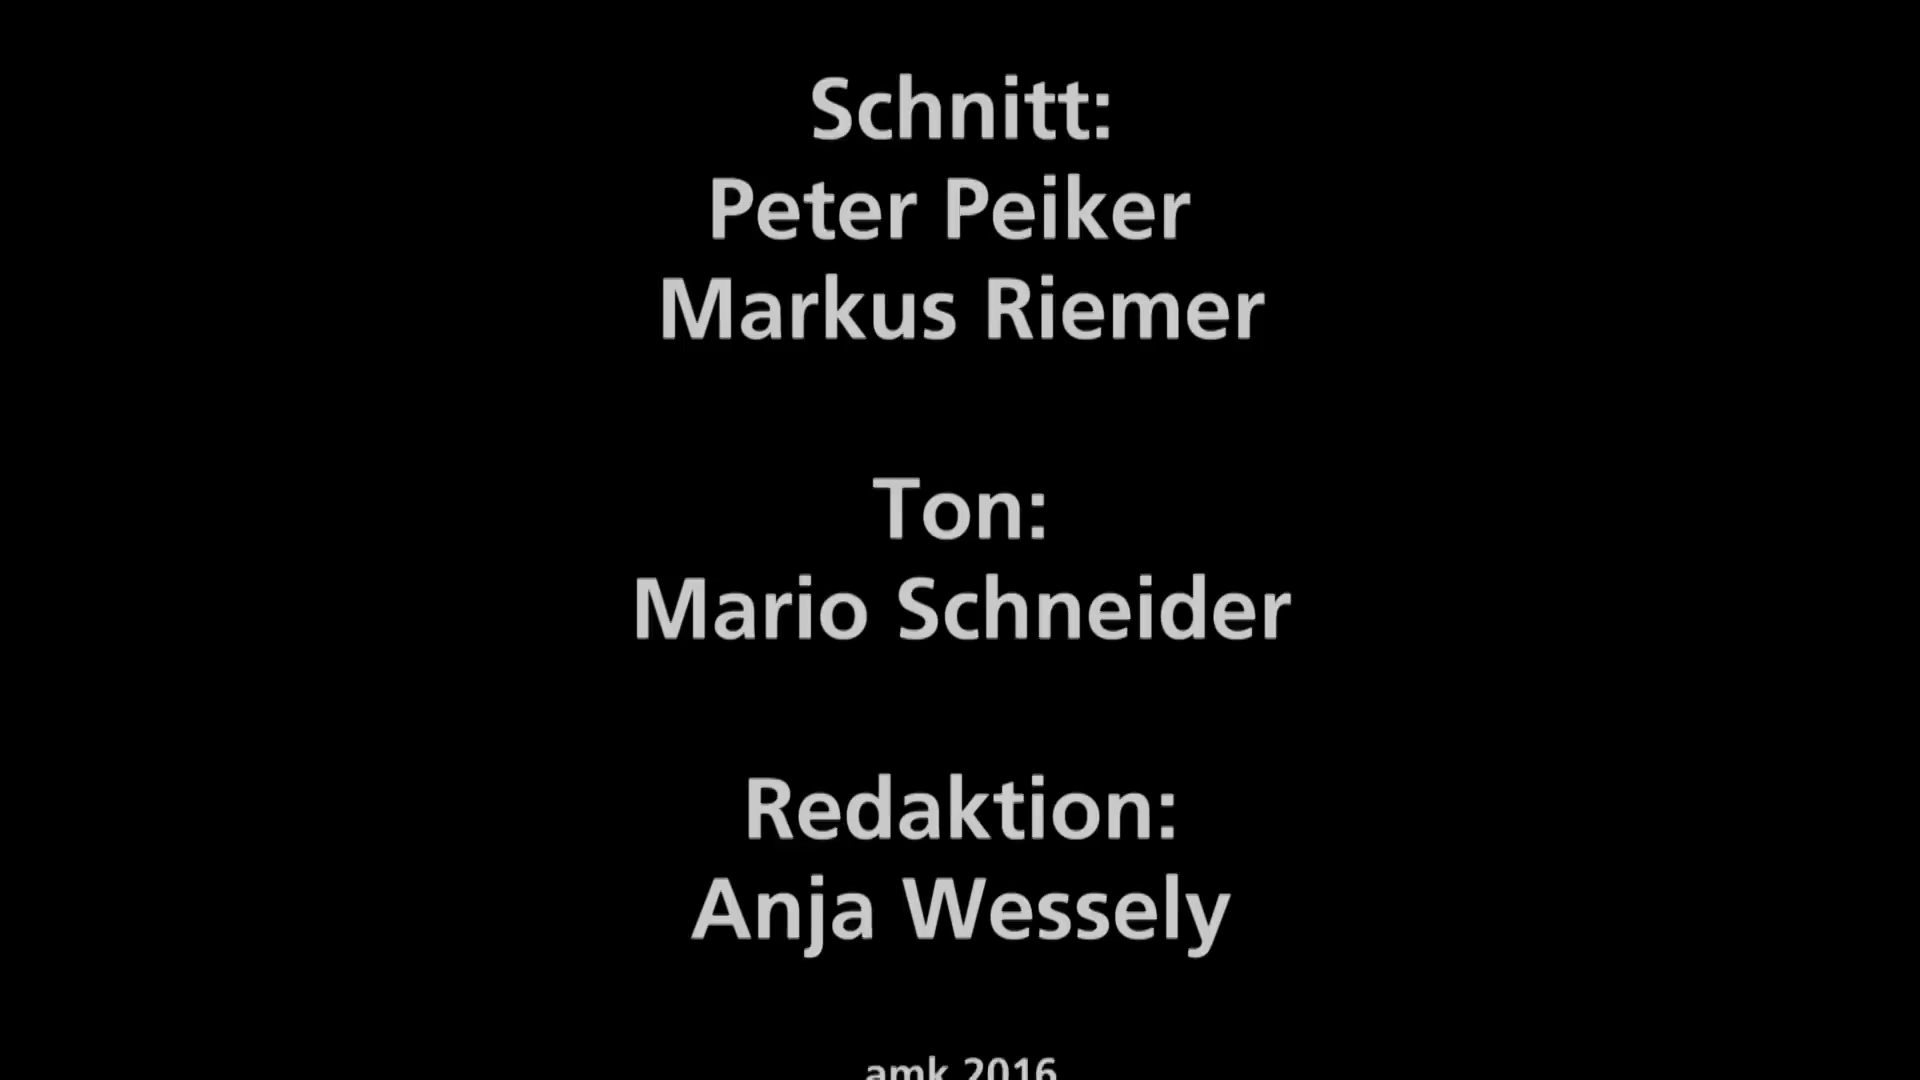 Schnitt:
Peter Peiker
Markus Riemer
Ton:
Mario Schneider
Redaktion:
Anja Wessely
amk 2016